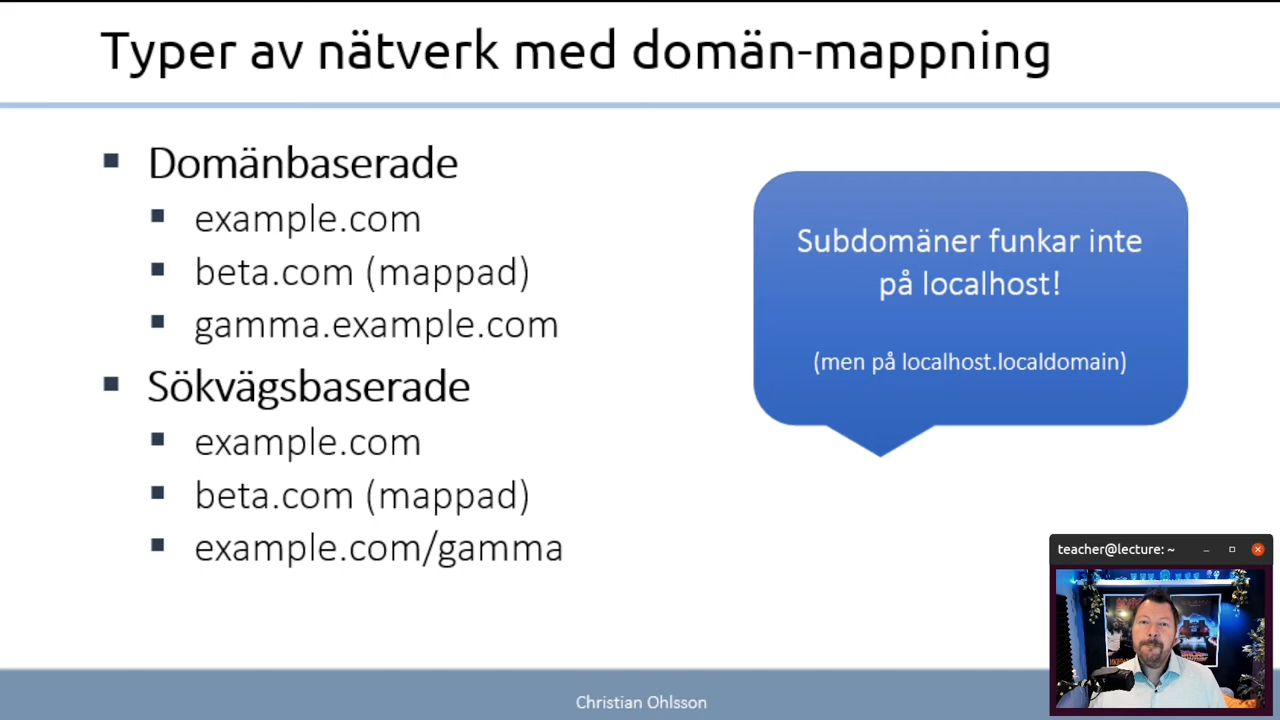 Typer av nätverk med domän-mappning
Domänbaserade
example.com
beta.com (mappad)
gamma.example.com
Sökvägsbaserade
example.com
beta.com (mappad)
example.com/gamma
Subdomäner funkar inte
på localhost!
(men på localhost.localdomain)
teacher@lecture: ~
Christian Ohlsson